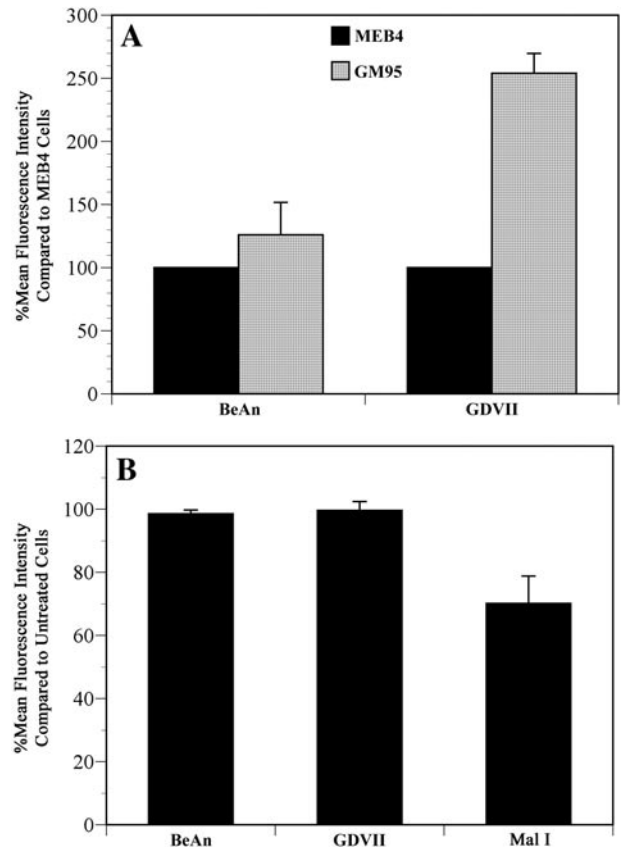 A
MEB4
GM95
%Mean Fluorescence Intensity
Compared to MEB4 Cells
300
250
200
150
100
50
0
BeAn GDVII
B
%Mean Fluorescence Intensity
Compared to Untreated Cells
120
100
80
60
40
20
0
BeAn GDVII Mal I